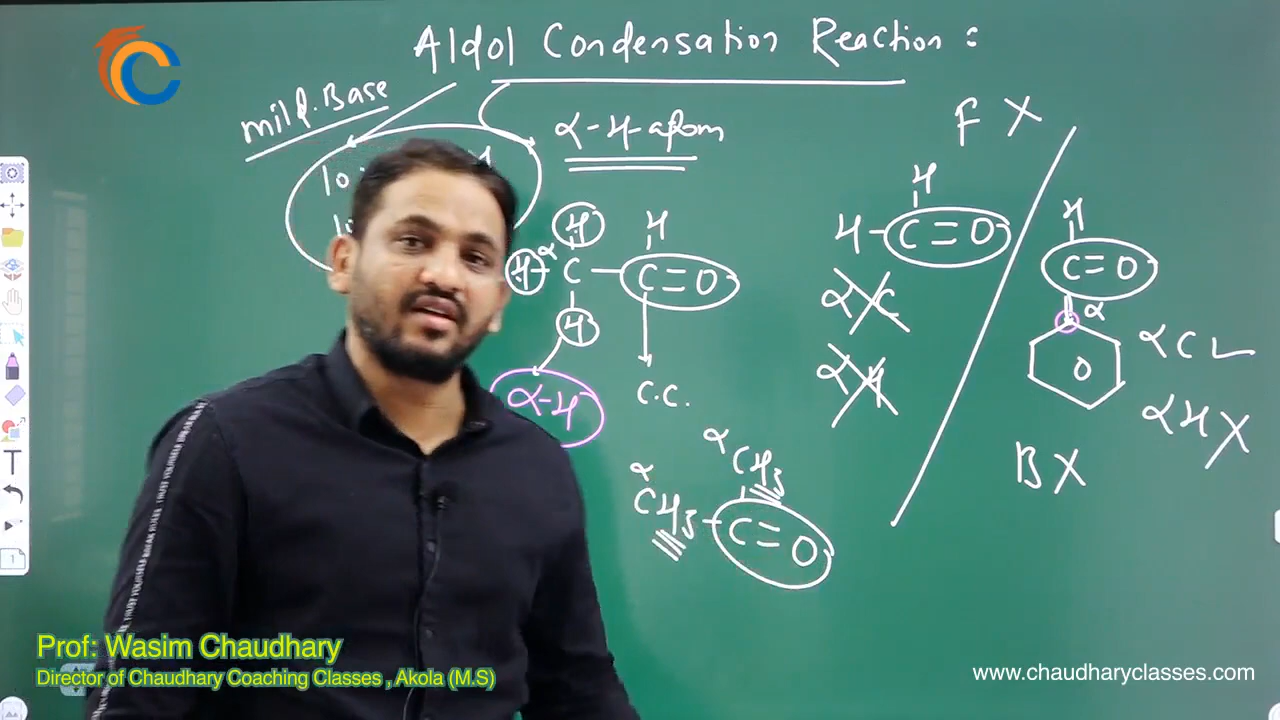 Aldol Condensation Reaction :
mild. Base
α-H-atom
F X
H
H
H
H
H α C C = O
H - C = O
C = O
H
α C
α
α C
α-H
C.C.
α H
α H X
α
CH3
α
CH3 - C = O
B X
Prof: Wasim Chaudhary
Director of Chaudhary Coaching Classes , Akola (M.S)
www.chaudharyclasses.com
T
1